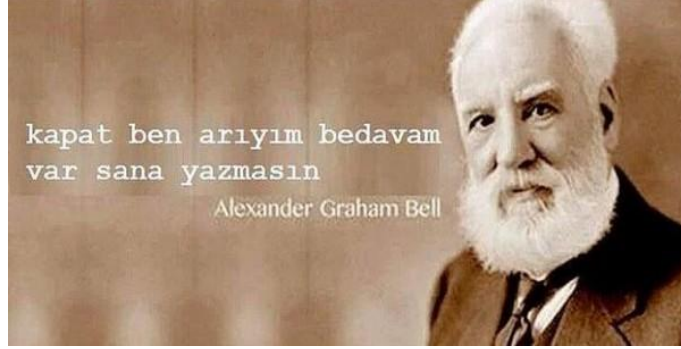 kapat ben arıyım bedavam
var sana yazmasın
Alexander Graham Bell